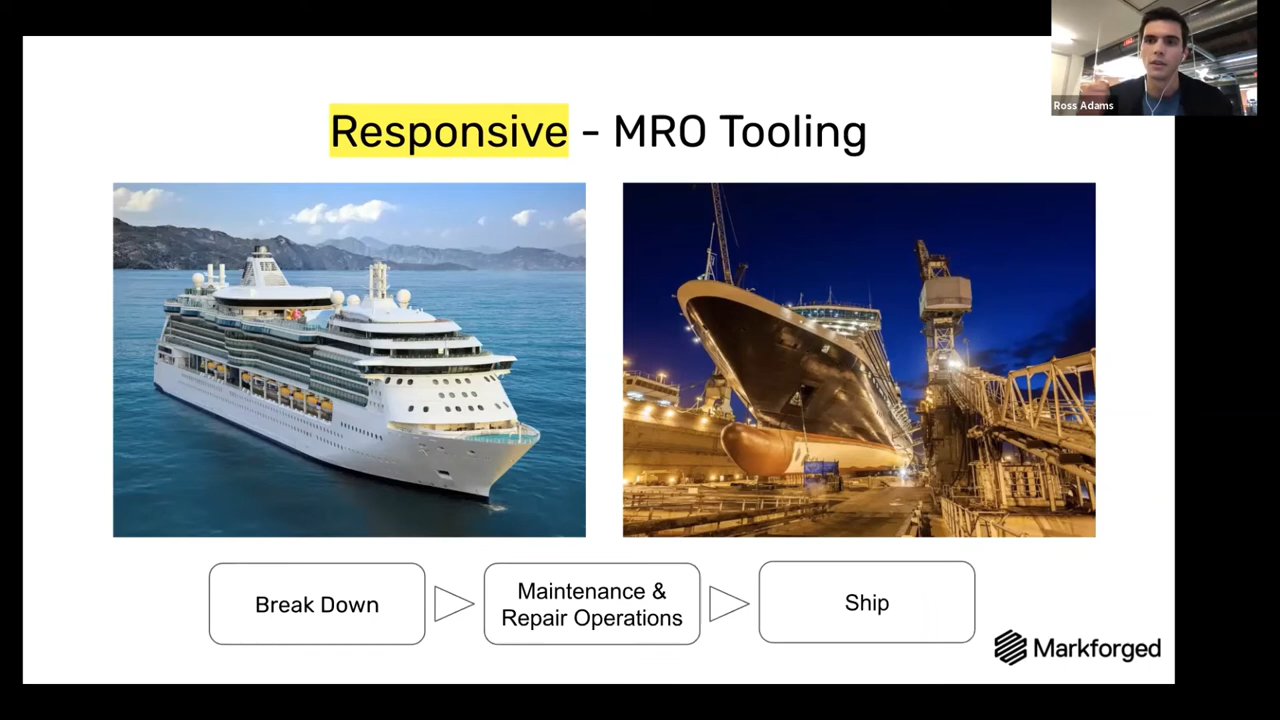 Ross Adams
Responsive - MRO Tooling
Break Down
Maintenance &
Repair Operations
Ship
Markforged